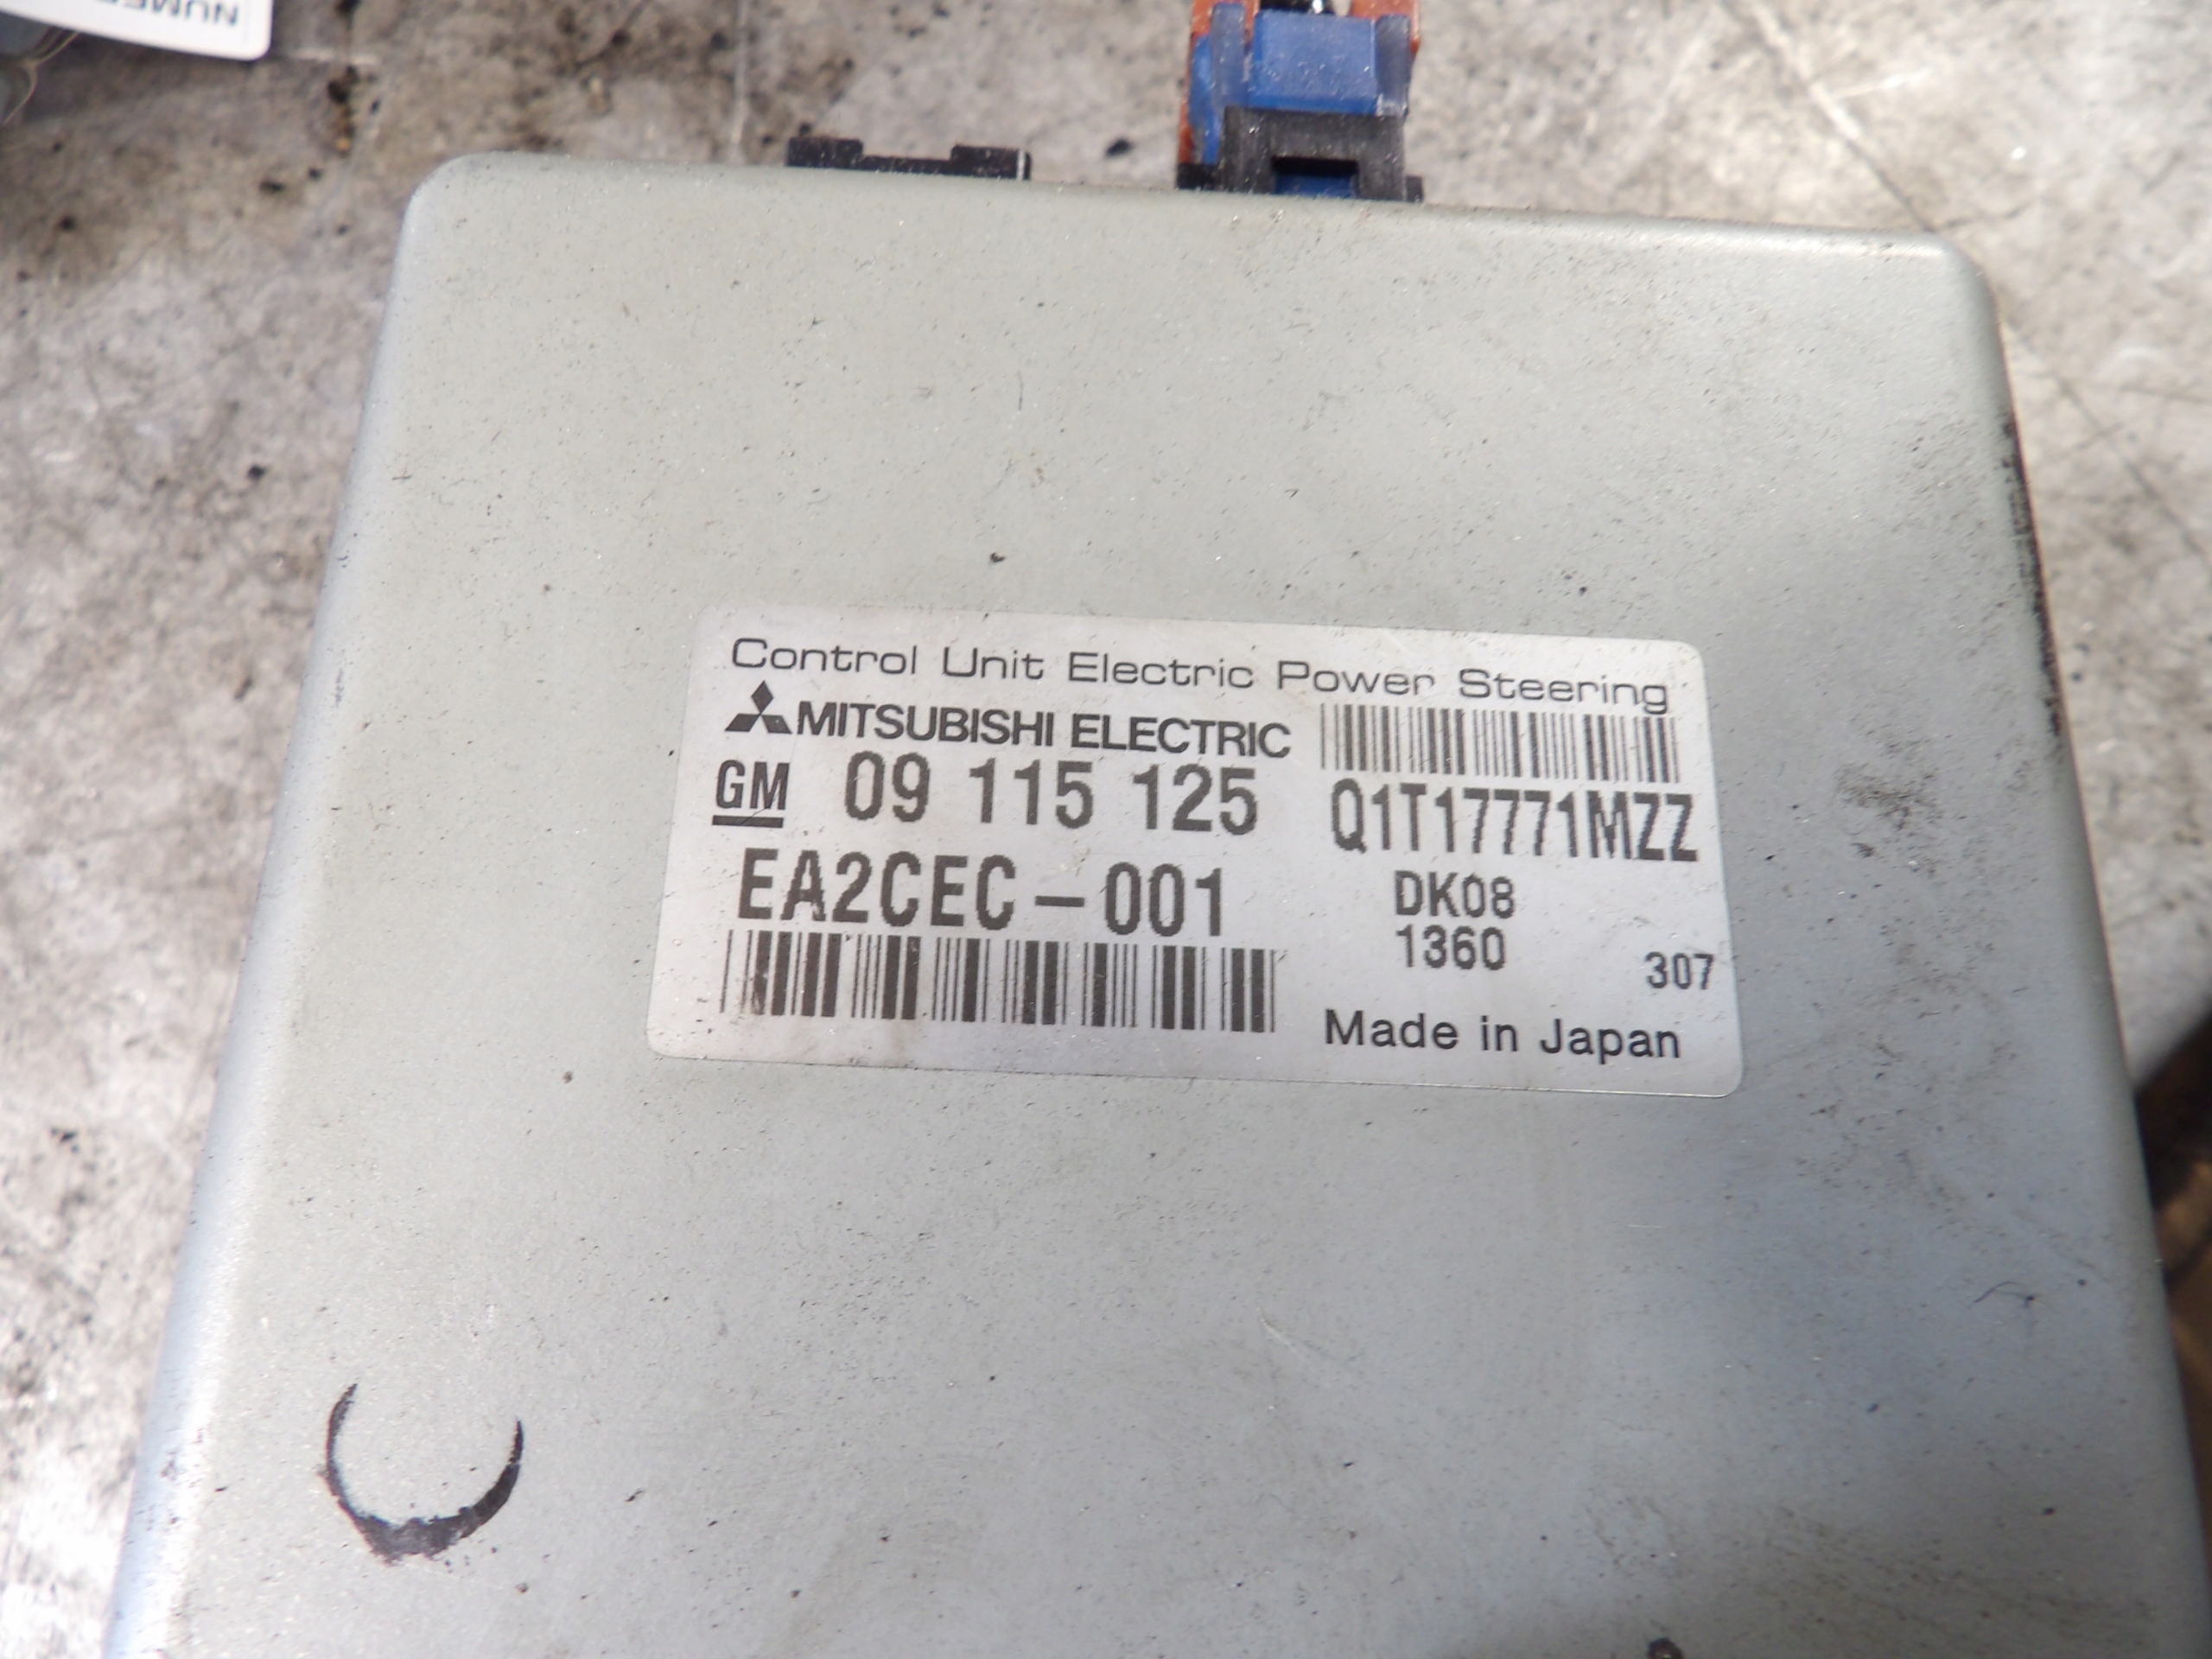 NUME
Control Unit Electric Power Steering
MITSUBISHI ELECTRIC
GM 09 115 125 Q1T17771MZZ
EA2CEC-001 DK08
1360 307
Made in Japan